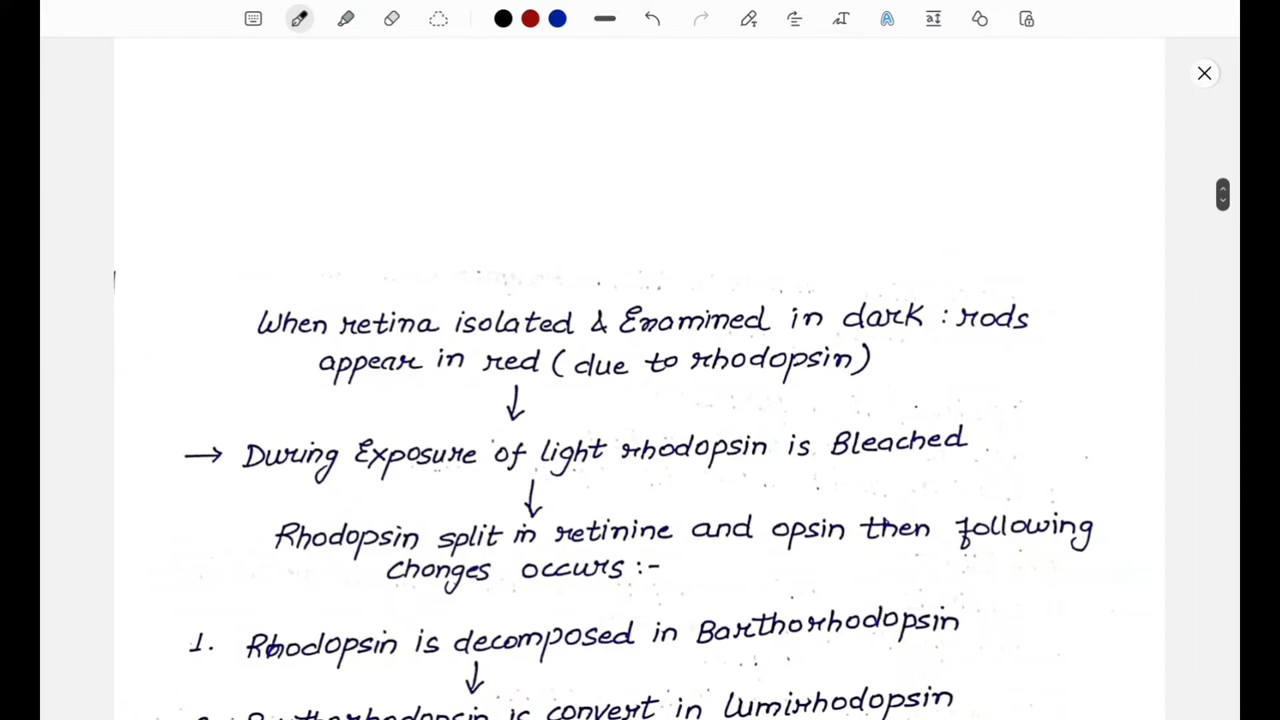 When retina isolated & Examined in dark : rods
appear in red (due to rhodopsin)
↓
→ During Exposure of light rhodopsin is Bleached
↓
Rhodopsin split in retinine and opsin then following
changes occurs :-
1. Rhodopsin is decomposed in Barthorhodopsin
↓
Barthorhodopsin is convert in lumirhodopsin